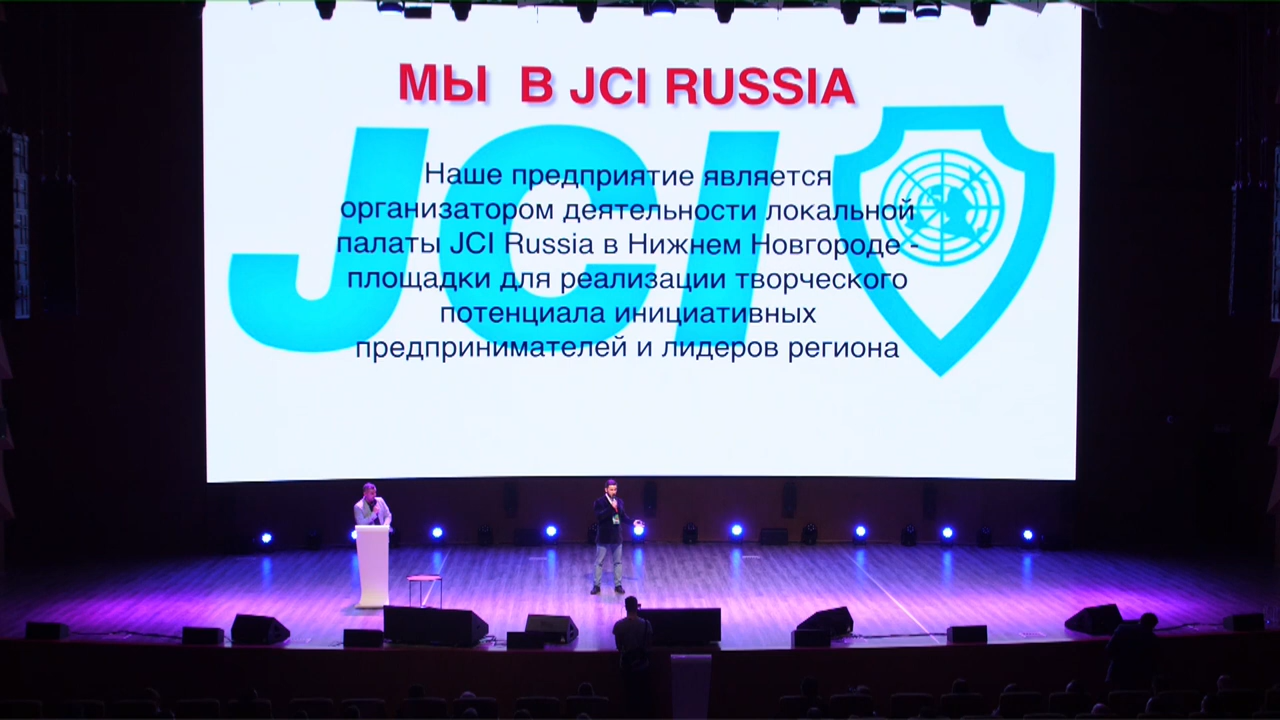 МЫ В JCI RUSSIA
JCI
Наше предприятие является
организатором деятельности локальной
палаты JCI Russia в Нижнем Новгороде -
площадки для реализации творческого
потенциала инициативных
предпринимателей и лидеров региона